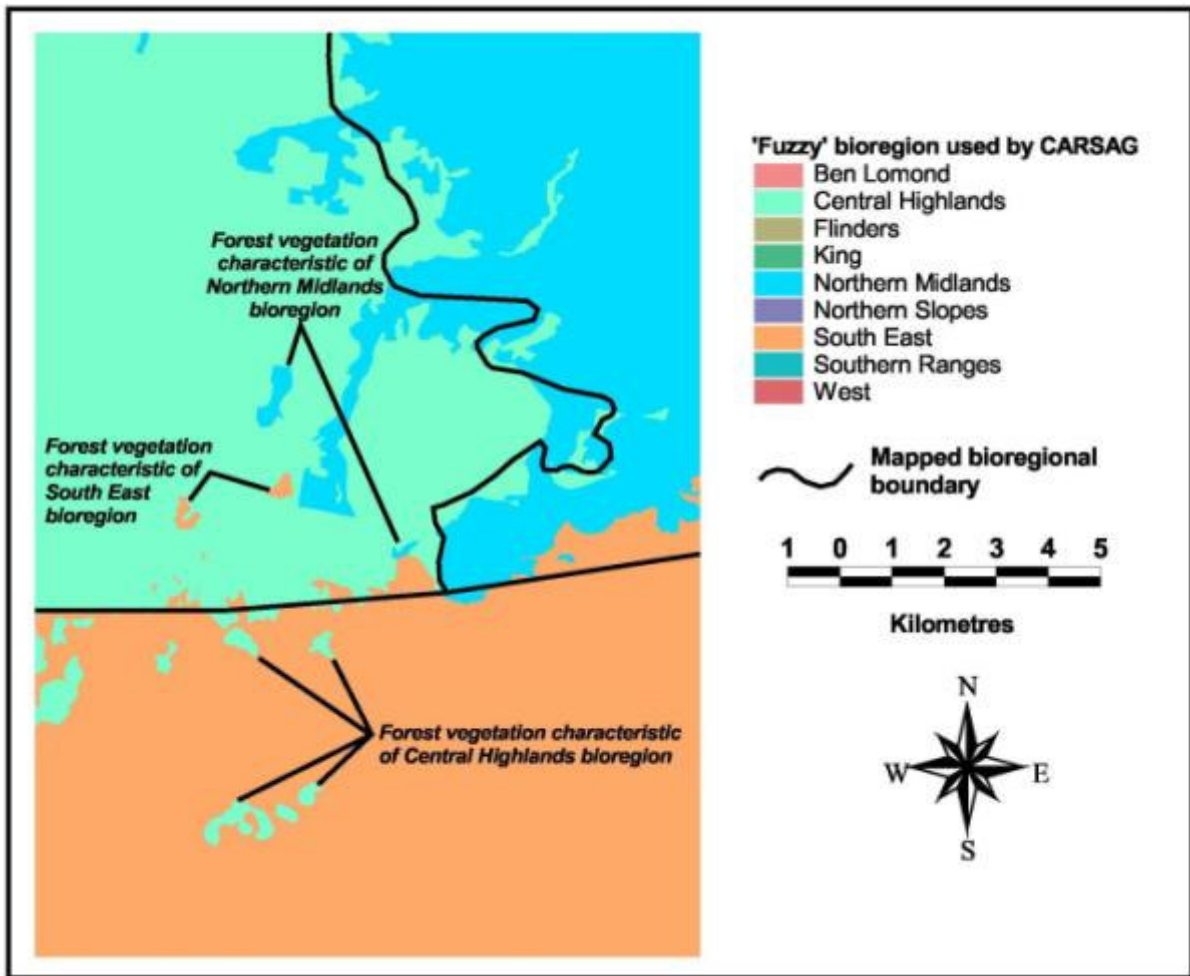 Forest vegetation
characteristic of
Northern Midlands
bioregion
Forest vegetation
characteristic of
South East
bioregion
Forest vegetation characteristic
of Central Highlands bioregion
'Fuzzy' bioregion used by CARSAG
Ben Lomond
Central Highlands
Flinders
King
Northern Midlands
Northern Slopes
South East
Southern Ranges
West
Mapped bioregional
boundary
1 0 1 2 3 4 5
Kilometres
N
W E
S